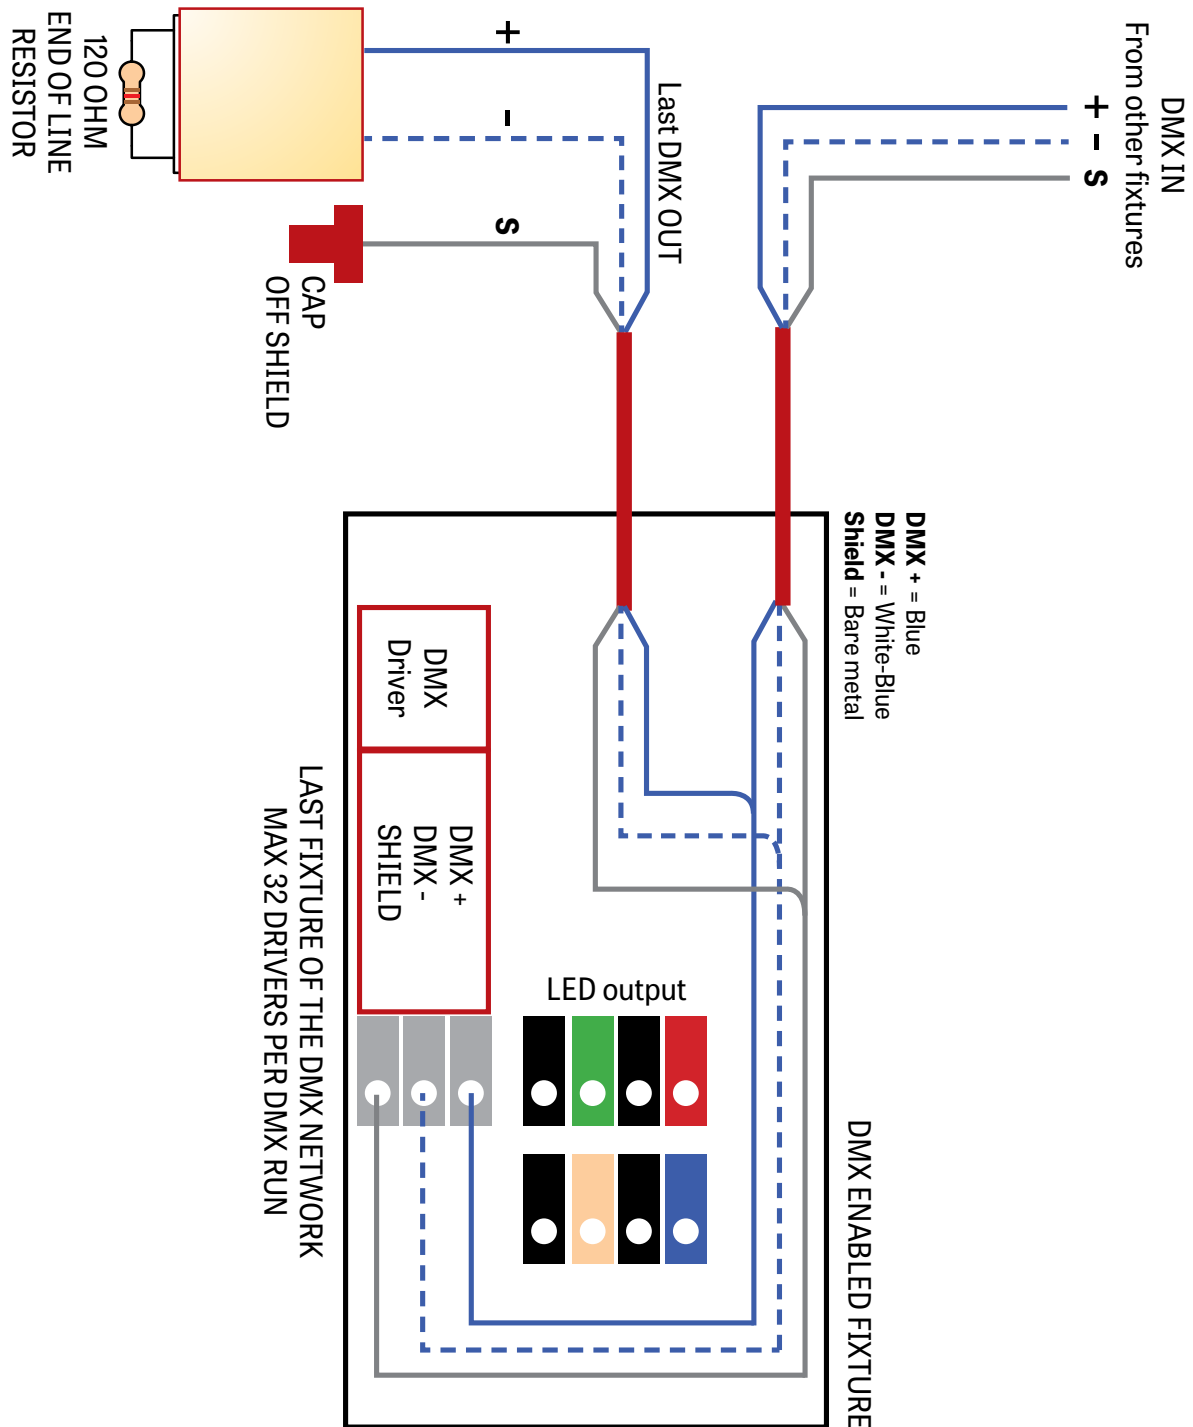 DMX IN
From other fixtures
+
-
S
Last DMX OUT
+
-
S
120 OHM
END OF LINE
RESISTOR
CAP
OFF SHIELD
DMX + = Blue
DMX - = White-Blue
Shield = Bare metal
DMX ENABLED FIXTURE
DMX
Driver
DMX +
DMX -
SHIELD
LED output
LAST FIXTURE OF THE DMX NETWORK
MAX 32 DRIVERS PER DMX RUN